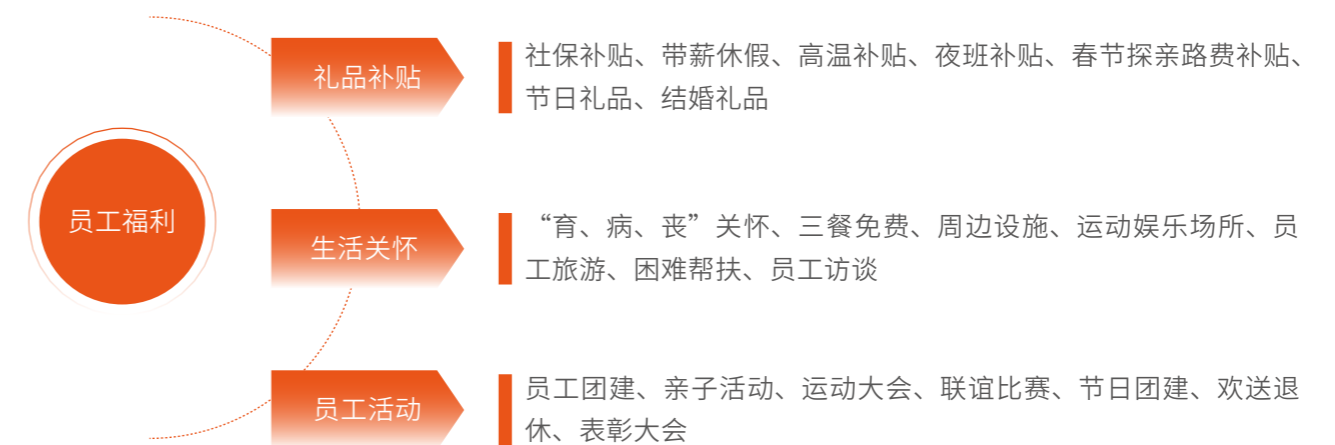 员工福利
礼品补贴
社保补贴、带薪休假、高温补贴、夜班补贴、春节探亲路费补贴、
节日礼品、结婚礼品
生活关怀
“育、病、丧”关怀、三餐免费、周边设施、运动娱乐场所、员
工旅游、困难帮扶、员工访谈
员工活动
员工团建、亲子活动、运动大会、联谊比赛、节日团建、欢送退
休、表彰大会